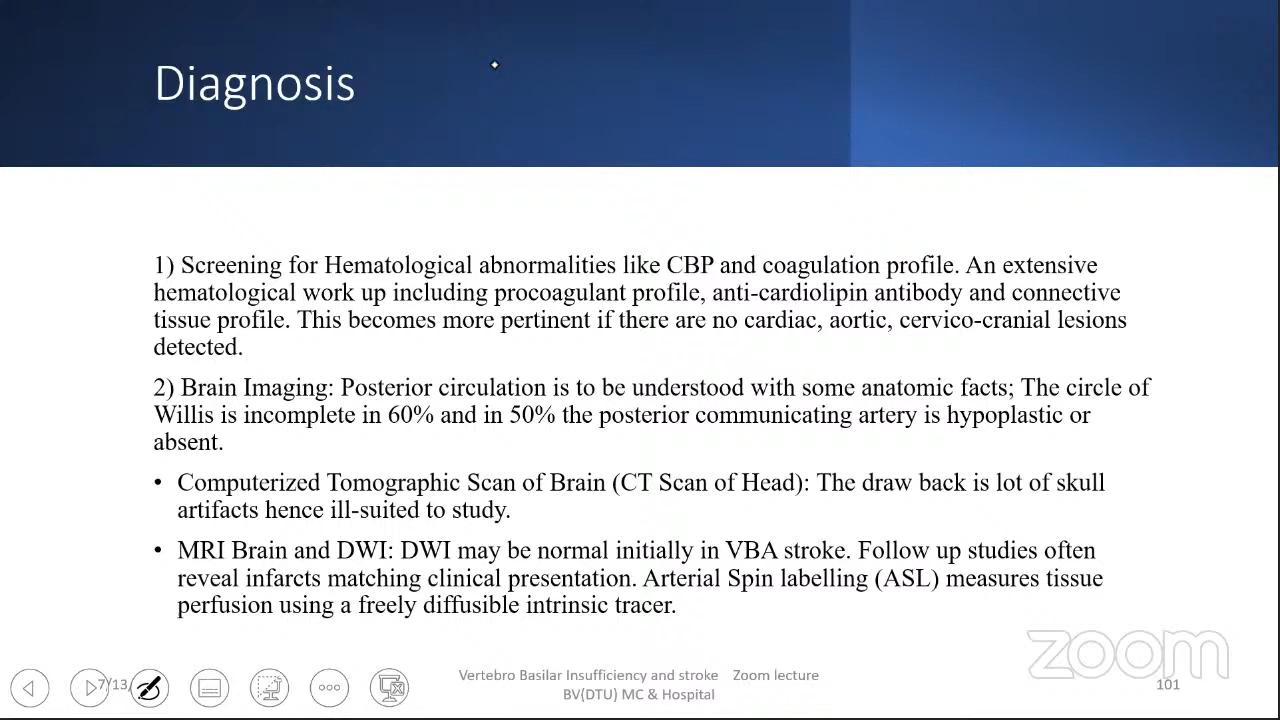 Diagnosis
1) Screening for Hematological abnormalities like CBP and coagulation profile. An extensive
hematological work up including procoagulant profile, anti-cardiolipin antibody and connective
tissue profile. This becomes more pertinent if there are no cardiac, aortic, cervico-cranial lesions
detected.
2) Brain Imaging: Posterior circulation is to be understood with some anatomic facts; The circle of
Willis is incomplete in 60% and in 50% the posterior communicating artery is hypoplastic or
absent.
• Computerized Tomographic Scan of Brain (CT Scan of Head): The draw back is lot of skull
artifacts hence ill-suited to study.
• MRI Brain and DWI: DWI may be normal initially in VBA stroke. Follow up studies often
reveal infarcts matching clinical presentation. Arterial Spin labelling (ASL) measures tissue
perfusion using a freely diffusible intrinsic tracer.
zoom
7/13/
Vertebro Basilar Insufficiency and stroke Zoom lecture
BV(DTU) MC & Hospital
101